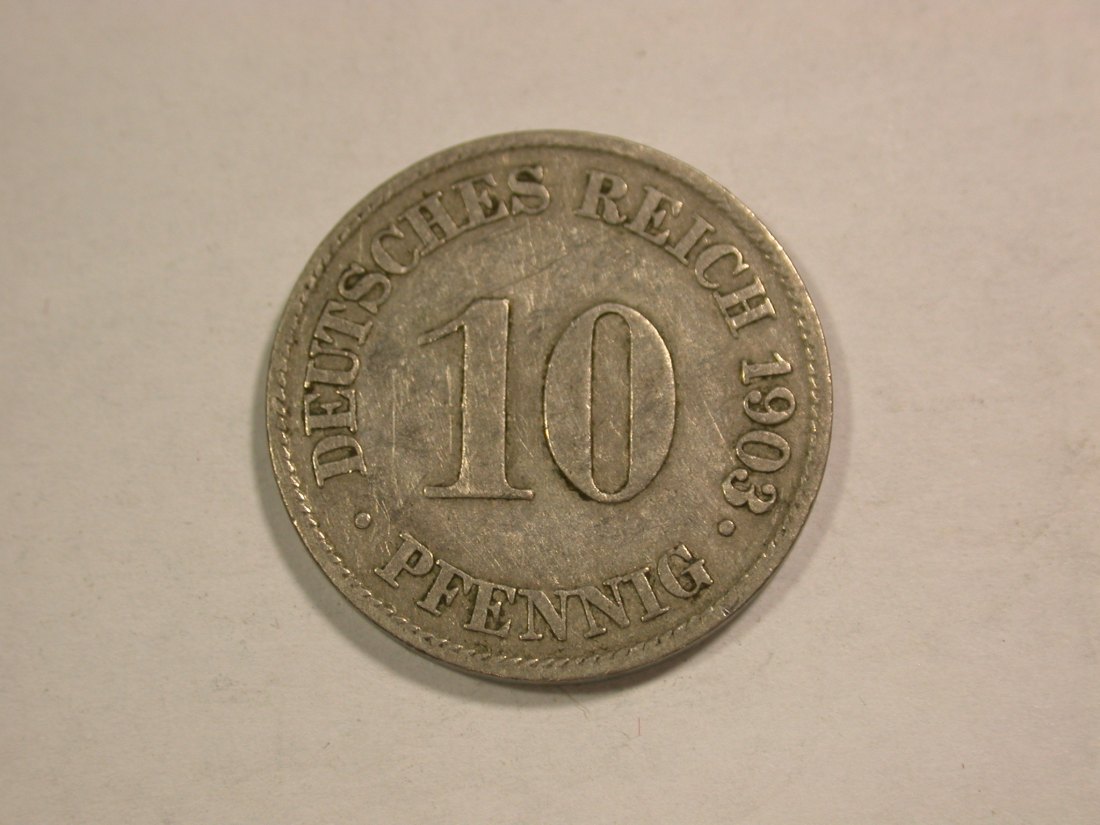 DEUTSCHES REICH 1903
10
· PFENNIG ·